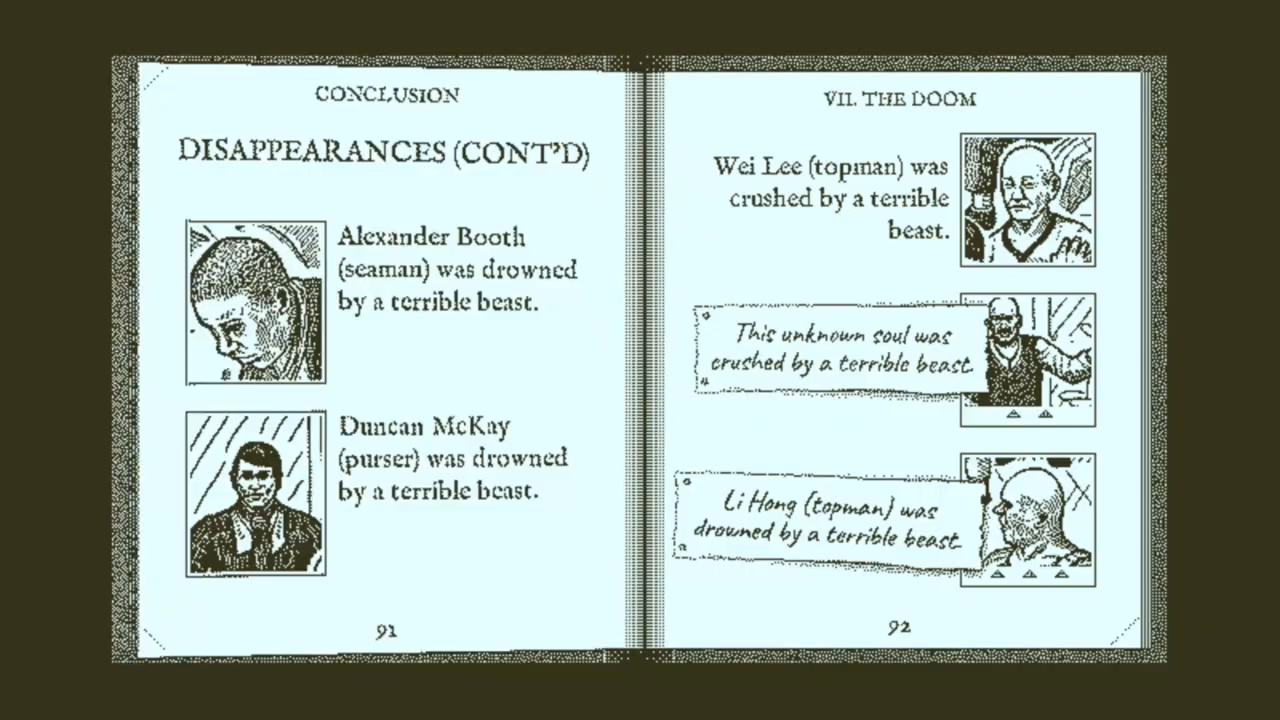 CONCLUSION
DISAPPEARANCES (CONT'D)
Alexander Booth
(seaman) was drowned
by a terrible beast.
Duncan McKay
(purser) was drowned
by a terrible beast.
91
VII. THE DOOM
Wei Lee (topman) was
crushed by a terrible
beast.
This unknown soul was
crushed by a terrible beast.
Li Hong (topman) was
drowned by a terrible beast.
92